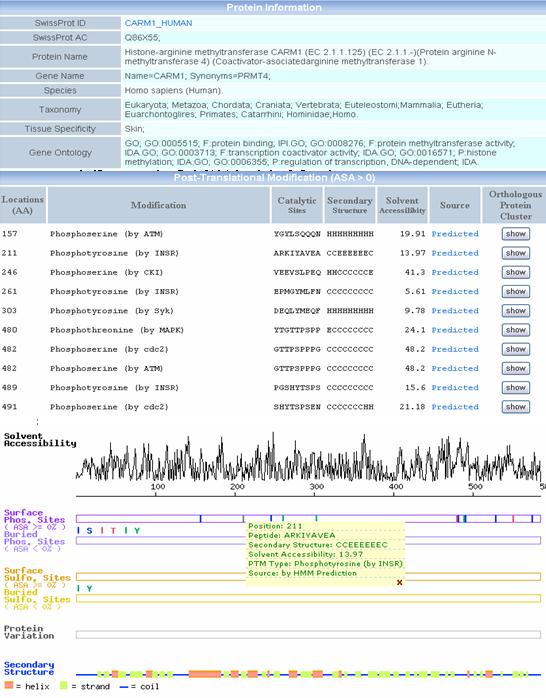 Protein Information
SwissProt ID CARM1_HUMAN
SwissProt AC Q86X55;
Protein Name Histone-arginine methyltransferase CARM1 (EC 2.1.1.125) (EC 2.1.1.-)(Protein arginine N-
methyltransferase 4) (Coactivator-asociatedarginine methyltransferase 1).
Gene Name Name=CARM1; Synonyms=PRMT4;
Species Homo sapiens (Human).
Taxonomy Eukaryota; Metazoa; Chordata; Craniata; Vertebrata; Euteleostomi;Mammalia; Eutheria;
Euarchontoglires; Primates; Catarrhini; Hominidae;Homo.
Tissue Specificity Skin;
Gene Ontology GO; GO:0005515; F:protein binding; IPI.GO; GO:0008276; F:protein methyltransferase activity;
IDA.GO; GO:0003713; F:transcription coactivator activity; IDA.GO; GO:0016571; P:histone
methylation; IDA.GO; GO:0006355; P:regulation of transcription, DNA-dependent; IDA.
Post-Translational Modification (ASA > 0)
Locations (AA) Modification Catalytic Sites Secondary Structure Solvent Accessibility Source Orthologous Protein Cluster
157 Phosphoserine (by ATM) YGYLSQQQN HHHHHHHHH 19.91 Predicted show
211 Phosphotyrosine (by INSR) ARKIYAVEA CCEEEEEEC 13.97 Predicted show
246 Phosphoserine (by CKI) VEEVSLPEQ HHCCCCCCE 41.3 Predicted show
261 Phosphotyrosine (by INSR) EPMGYMLFN CCCCCCCCC 5.61 Predicted show
303 Phosphotyrosine (by Syk) DEQLYMEQF HHHHHHHHH 9.78 Predicted show
480 Phosphothreonine (by MAPK) YTGTTPSPP ECCCCCCCC 24.1 Predicted show
482 Phosphoserine (by cdc2) GTTPSPPPG CCCCCCCCC 48.2 Predicted show
482 Phosphoserine (by ATM) GTTPSPPPG CCCCCCCCC 48.2 Predicted show
489 Phosphotyrosine (by INSR) PGSHYTSPS CCCCCCCCC 15.6 Predicted show
491 Phosphoserine (by cdc2) SHYTSPSEN CCCCCCCHH 21.18 Predicted show
Solvent
Accessibility
100 200 300 400 500 58
Surface
Phos. Sites
( ASA >= 0% )
I S I T I Y
Buried
Phos. Sites
( ASA < 0% )
Position: 211
Peptide: ARKIYAVEA
Secondary Structure: CCEEEEEEC
Solvent Accessibility: 13.97
PTM Type: Phosphotyrosine (by INSR)
Source: by HMM Prediction
x
Surface
Sulfo. Sites
( ASA >= 0% )
I Y
Buried
Sulfo. Sites
( ASA < 0% )
Protein
Variation
Secondary
Structure
= helix = strand = coil